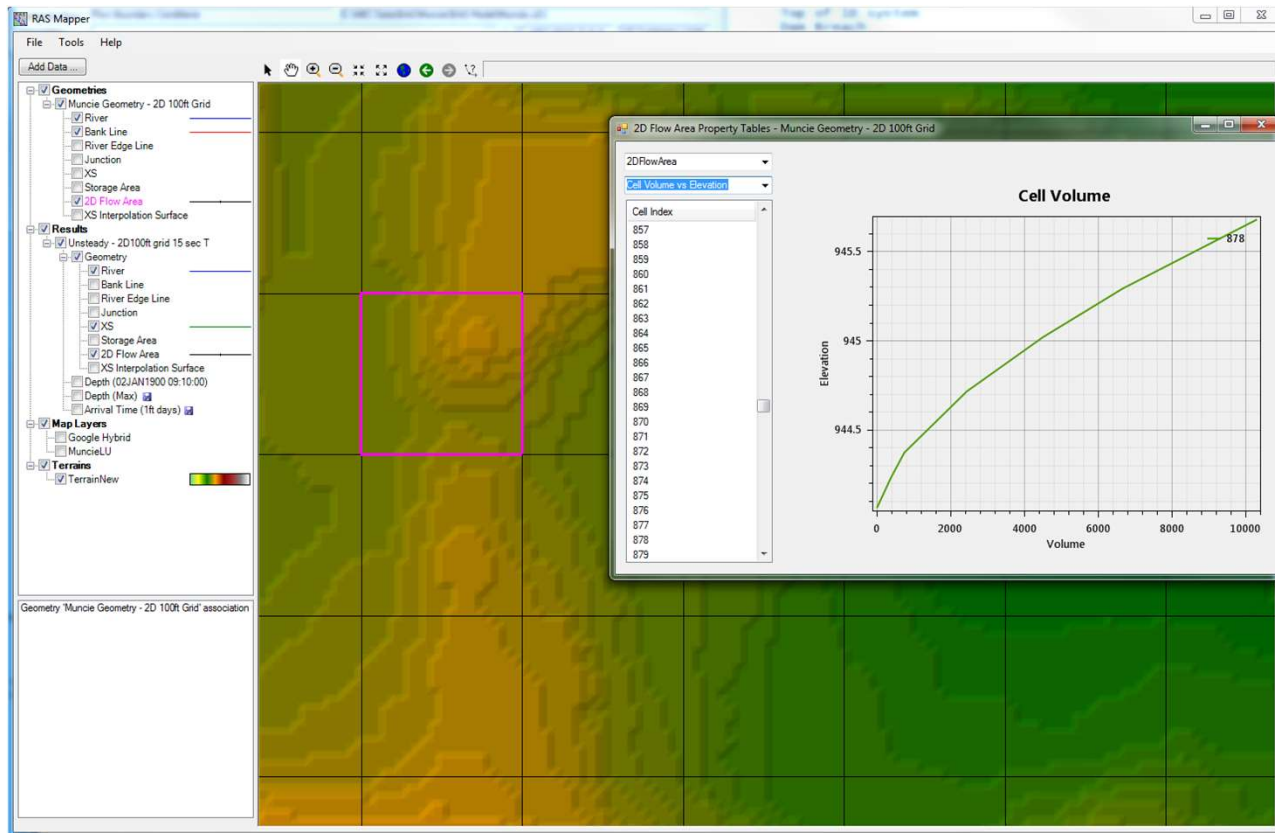 RAS Mapper
File Tools Help
Add Data ...
Geometries
Muncie Geometry - 2D 100ft Grid
River
Bank Line
River Edge Line
Junction
XS
Storage Area
2D Flow Area
XS Interpolation Surface
Results
Unsteady - 2D100ft grid 15 sec T
Geometry
River
Bank Line
River Edge Line
Junction
XS
Storage Area
2D Flow Area
XS Interpolation Surface
Depth (02JAN1900 09:10:00)
Depth (Max)
Arrival Time (1ft days)
Map Layers
Google Hybrid
MuncieLU
Terrains
TerrainNew
Geometry 'Muncie Geometry - 2D 100ft Grid' association
2D Flow Area Property Tables - Muncie Geometry - 2D 100ft Grid
2DFlowArea
Cell Volume vs Elevation
Cell Index
857
858
859
860
861
862
863
864
865
866
867
868
869
870
871
872
873
874
875
876
877
878
879
Cell Volume
878
945.5
945
944.5
Elevation
0 2000 4000 6000 8000 10000
Volume